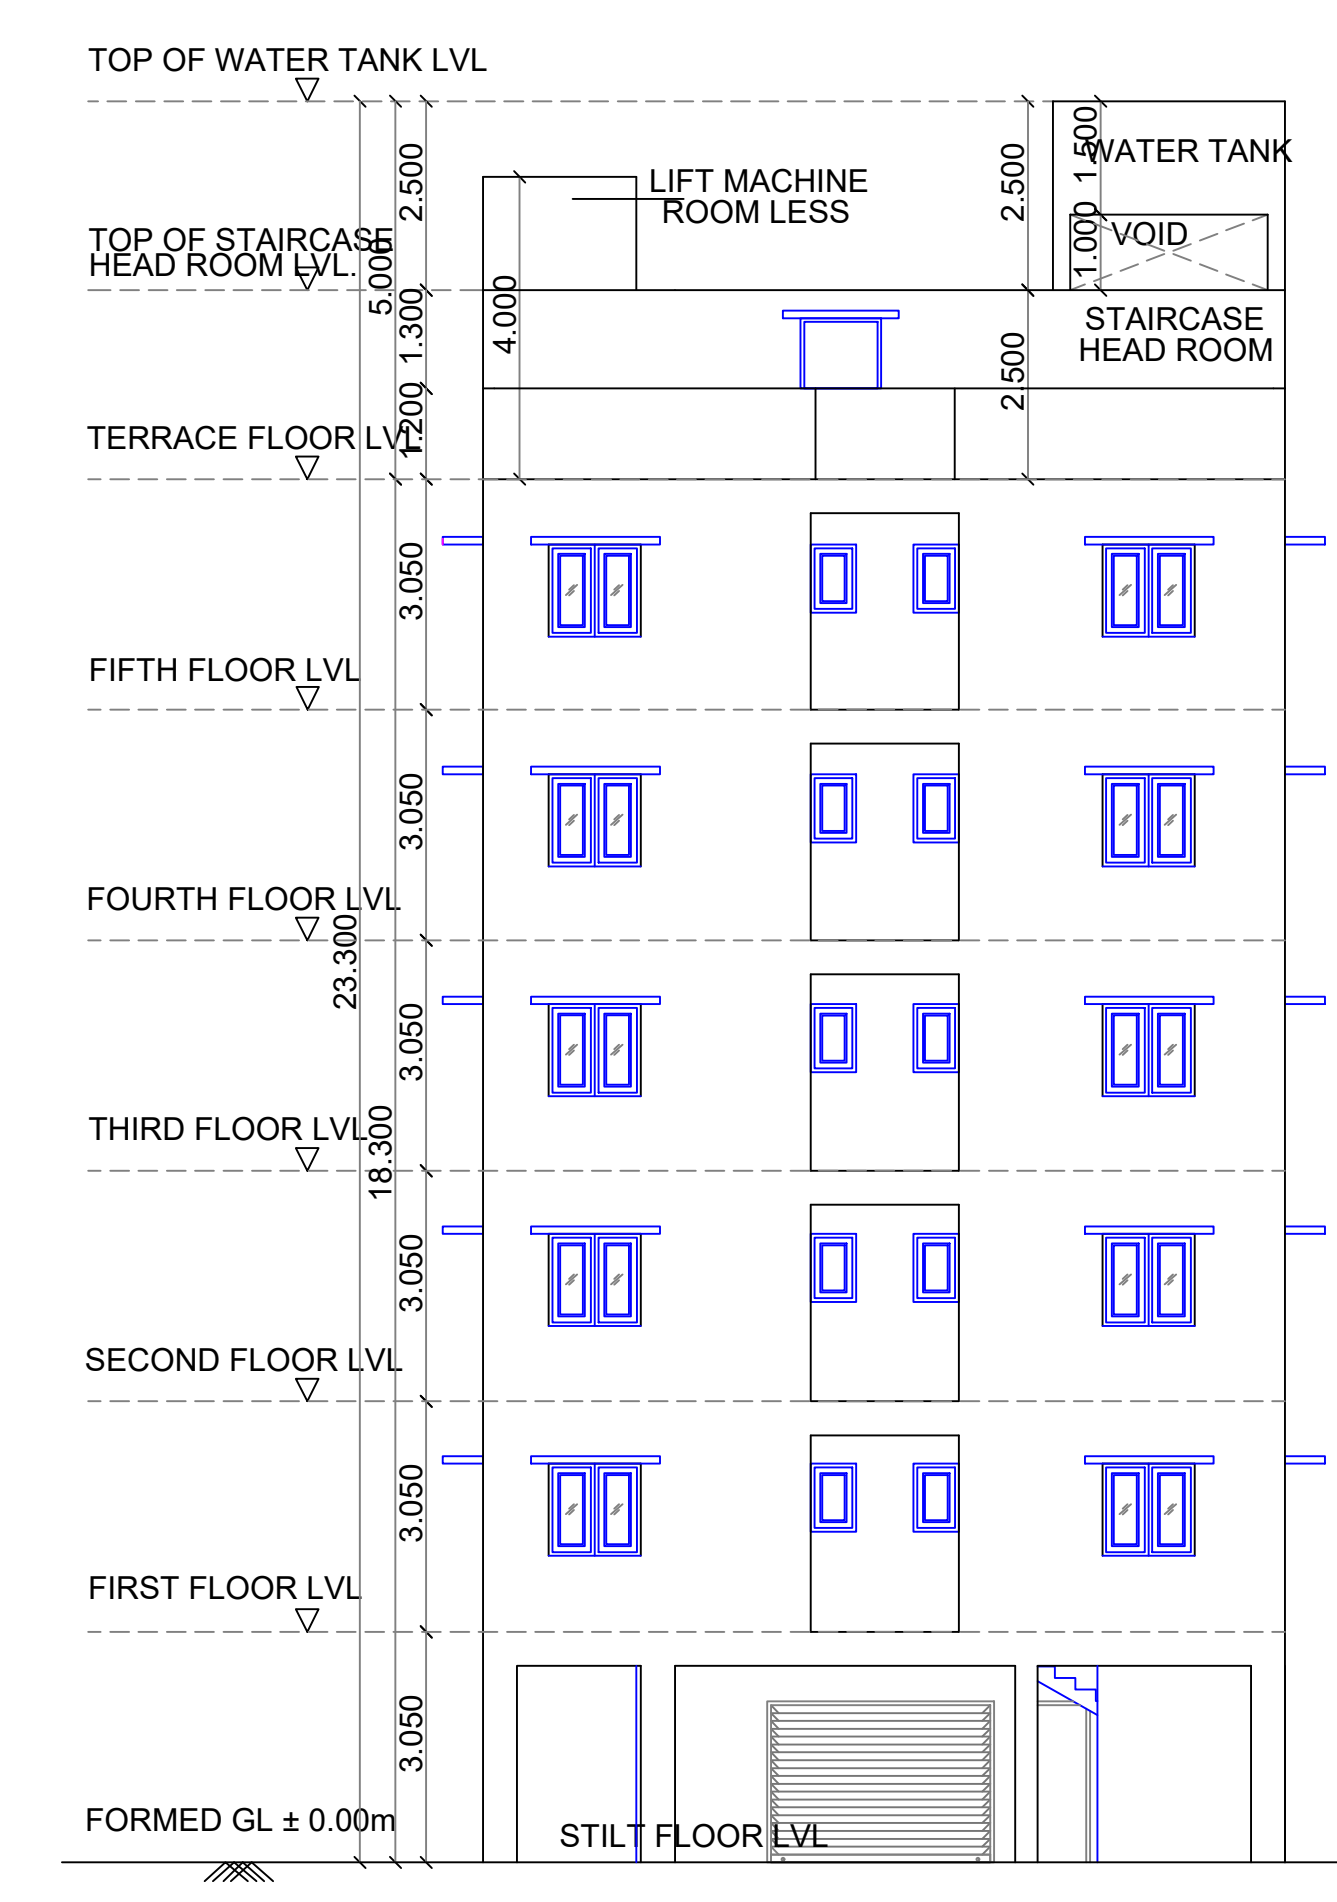 TOP OF WATER TANK LVL
2.500
2.500
1.500
WATER TANK
LIFT MACHINE
ROOM LESS
TOP OF STAIRCASE
HEAD ROOM LVL.
5.000
1.000
VOID
4.000
1.300
STAIRCASE
HEAD ROOM
2.500
1.200
TERRACE FLOOR LVL
3.050
FIFTH FLOOR LVL
3.050
FOURTH FLOOR LVL
23.300
3.050
THIRD FLOOR LVL
18.300
3.050
SECOND FLOOR LVL
3.050
FIRST FLOOR LVL
3.050
FORMED GL ± 0.00m
STILT FLOOR LVL